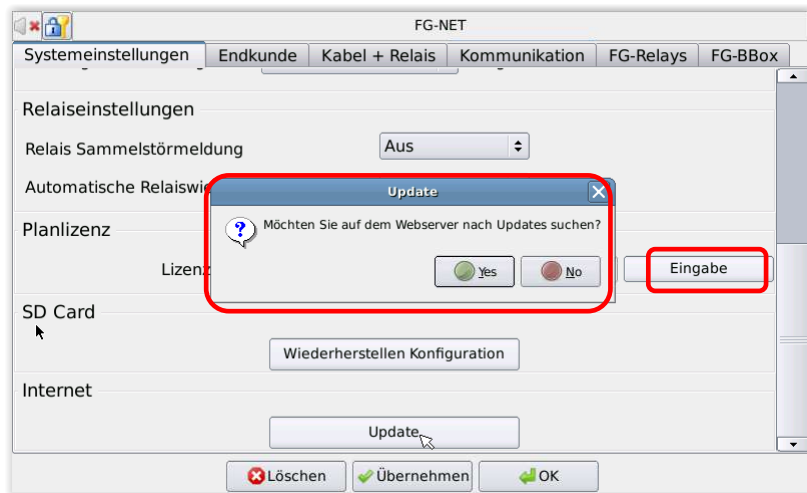 FG-NET
Systemeinstellungen Endkunde Kabel + Relais Kommunikation FG-Relays FG-BBox
Relaiseinstellungen
Relais Sammelstörmeldung Aus
Automatische Relaiswie
Update
Möchten Sie auf dem Webserver nach Updates suchen?
Yes No
Planlizenz
Lizenz Eingabe
SD Card
Wiederherstellen Konfiguration
Internet
Update
Löschen Übernehmen OK